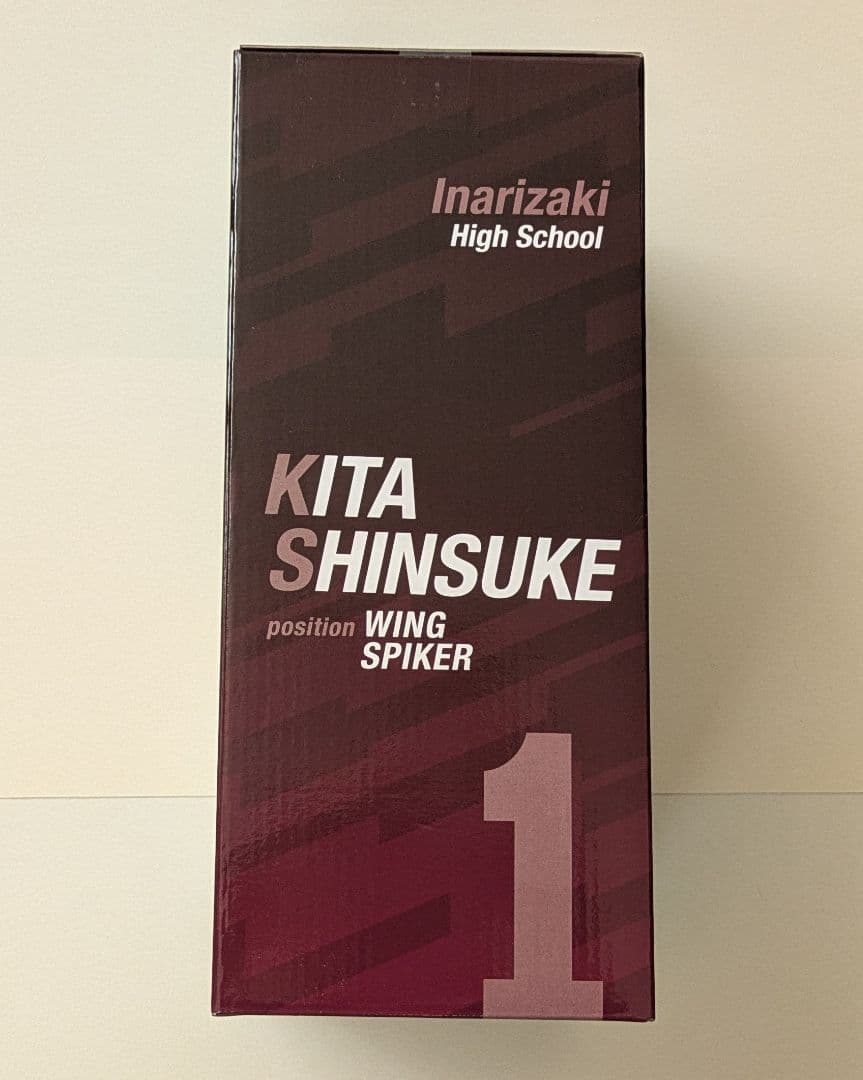 Inarizaki
High School
KITA
SHINSUKE
position WING
SPIKER
1